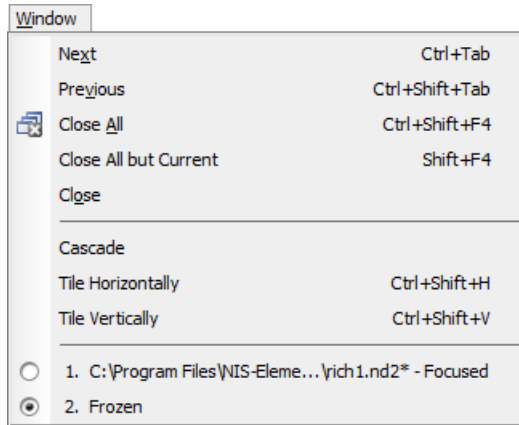 Window
Next Ctrl+Tab
Previous Ctrl+Shift+Tab
Close All Ctrl+Shift+F4
Close All but Current Shift+F4
Close
Cascade
Tile Horizontally Ctrl+Shift+H
Tile Vertically Ctrl+Shift+V
1. C:\Program Files\NIS-Eleme...\rich1.nd2* - Focused
2. Frozen